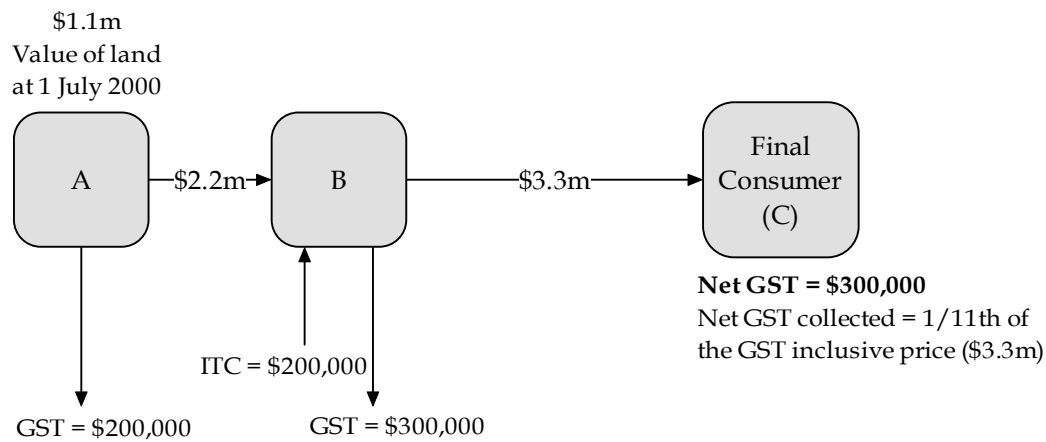 $1.1m
Value of land
at 1 July 2000
A
$2.2m
B
$3.3m
Final
Consumer
(C)
Net GST = $300,000
Net GST collected = 1/11th of
the GST inclusive price ($3.3m)
ITC = $200,000
GST = $200,000
GST = $300,000